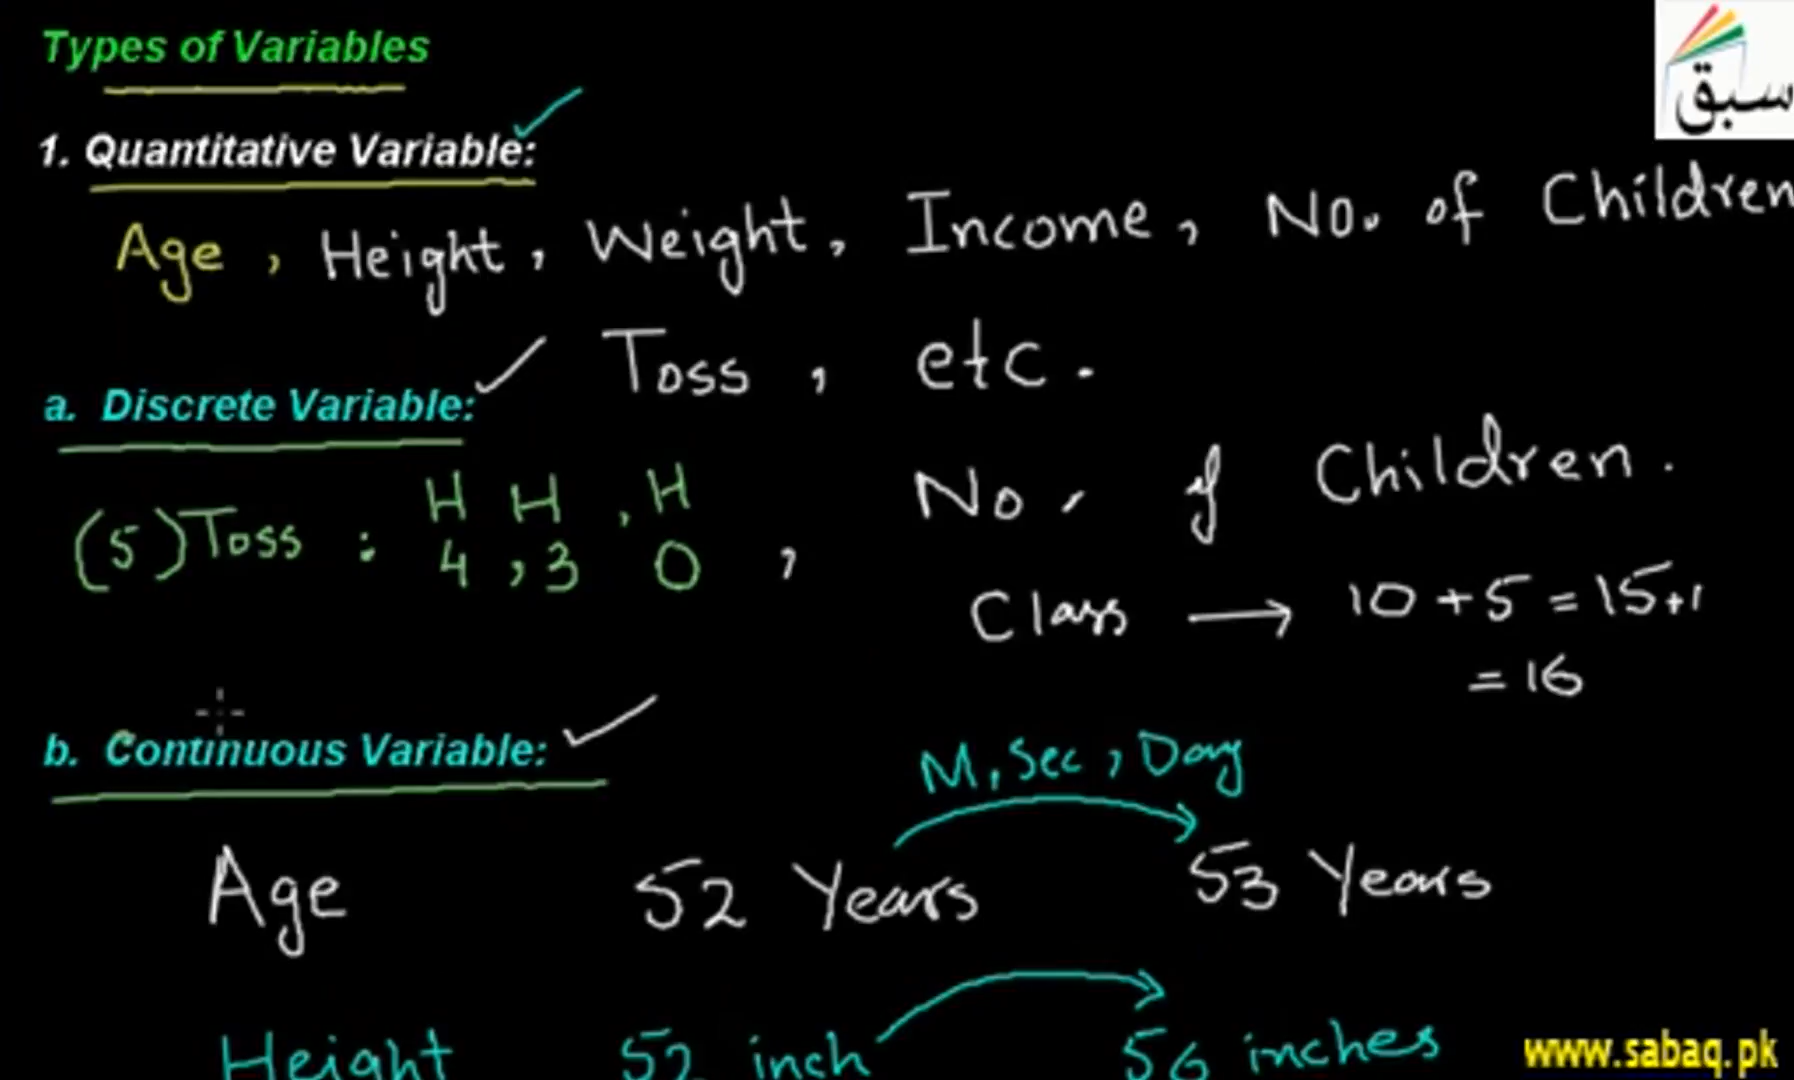 Types of Variables
سبق
1. Quantitative Variable:
Age, Height, Weight, Income, No. of Children
Toss, etc.
a. Discrete Variable:
H H, H
(5) Toss : 4, 3 0,
No. of Children.
Class → 10 + 5 = 15 + 1
= 16
b. Continuous Variable:
M, Sec, Day
Age 52 Years 53 Years
Height 52 inch 56 inches
www.sabaq.pk